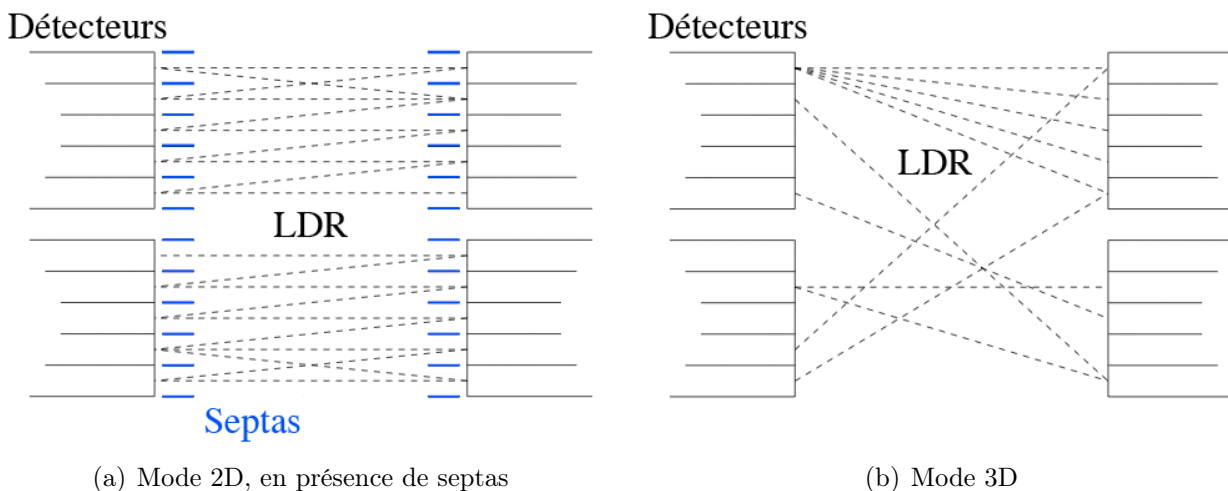 Détecteurs
LDR
Septas
(a) Mode 2D, en présence de septas
Détecteurs
LDR
(b) Mode 3D